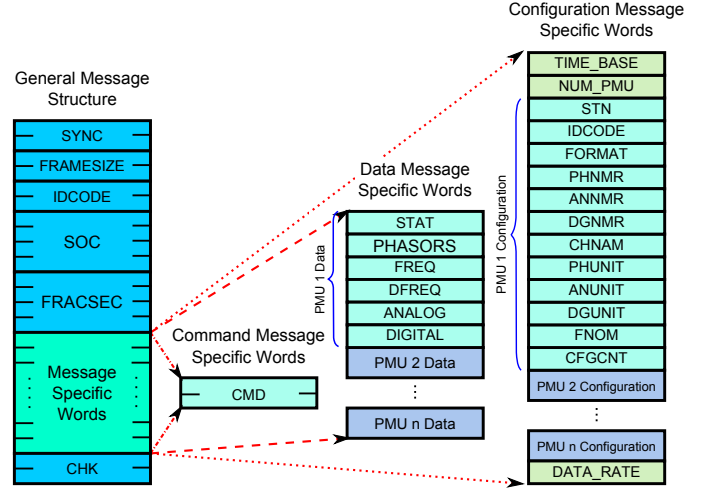 General Message
Structure
SYNC
FRAMESIZE
IDCODE
SOC
FRACSEC
Message
Specific
Words
CHK
Command Message
Specific Words
CMD
Data Message
Specific Words
PMU 1 Data
STAT
PHASORS
FREQ
DFREQ
ANALOG
DIGITAL
PMU 2 Data
PMU n Data
Configuration Message
Specific Words
TIME_BASE
NUM_PMU
PMU 1 Configuration
STN
IDCODE
FORMAT
PHNMR
ANNMR
DGNMR
CHNAM
PHUNIT
ANUNIT
DGUNIT
FNOM
CFGCNT
PMU 2 Configuration
PMU n Configuration
DATA_RATE